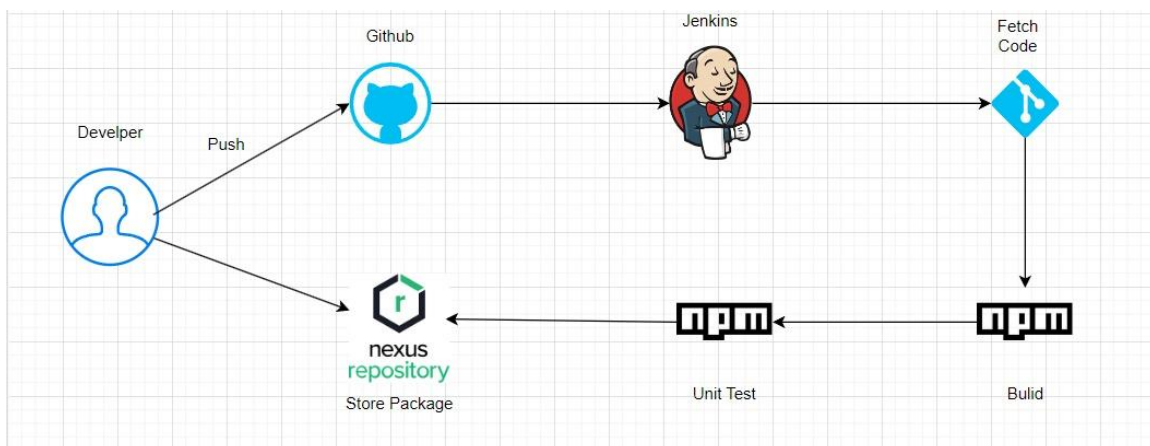 Jenkins
Fetch
Code
Github
Develper
Push
npm
npm
nexus
repository
Store Package
Unit Test
Bulid